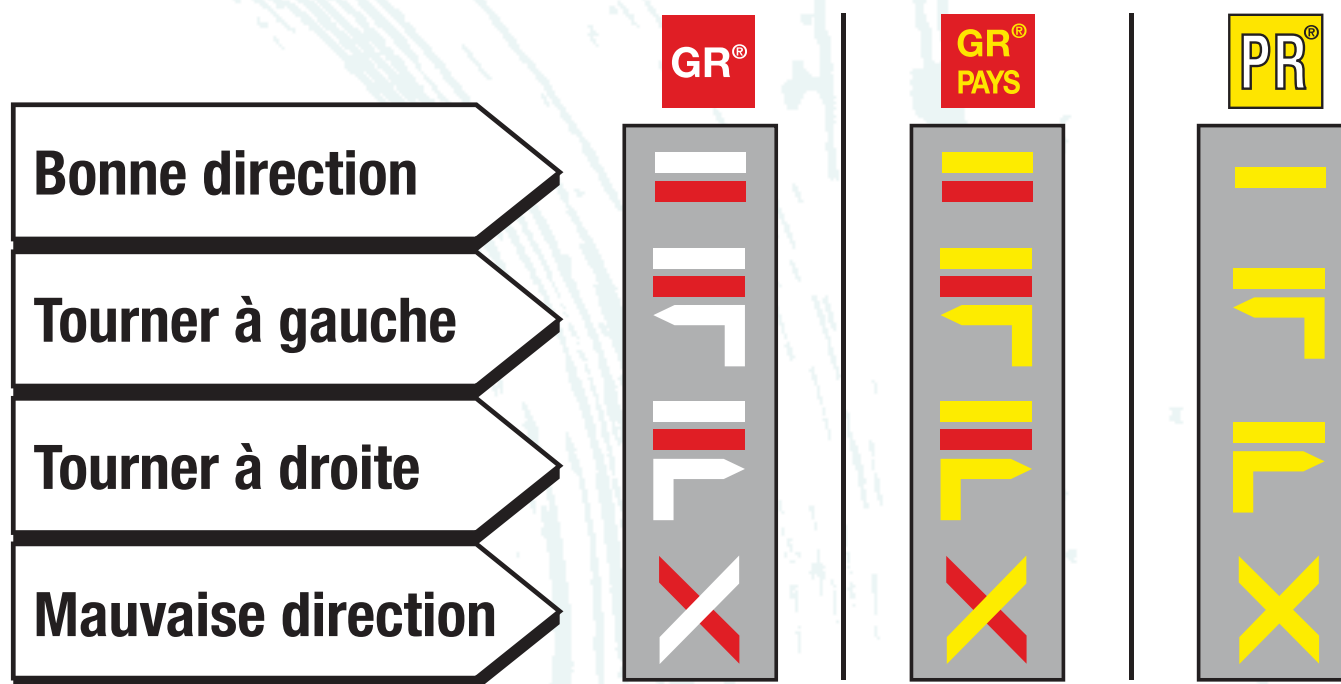 GR®
GR®
PAYS
PR®
Bonne direction
Tourner à gauche
Tourner à droite
Mauvaise direction